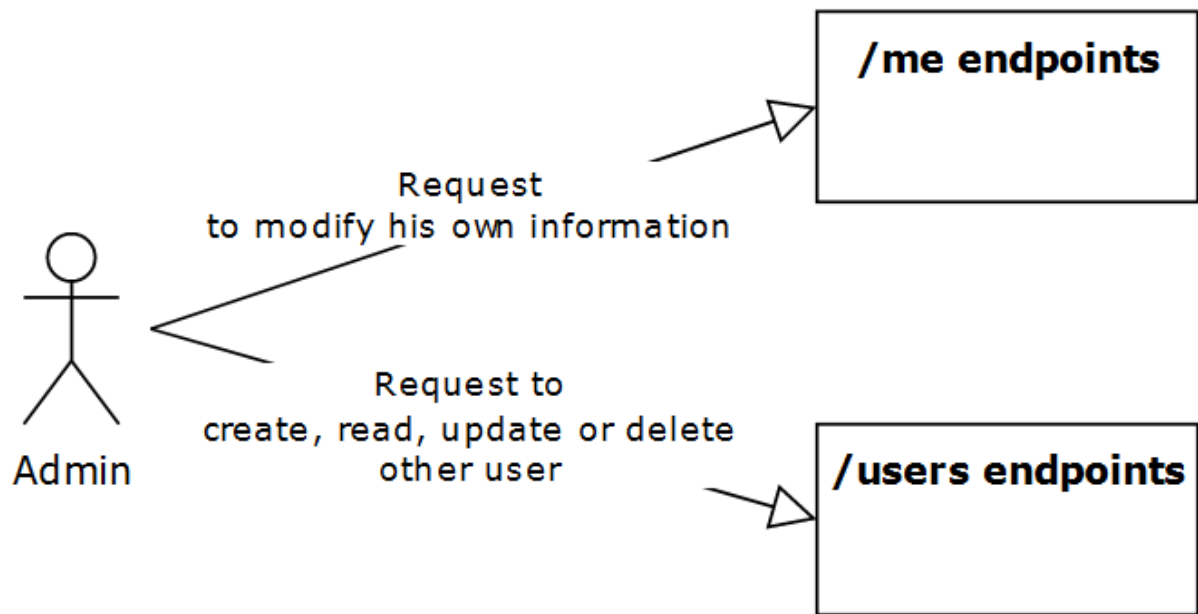 /me endpoints
Request
to modify his own information
Admin
Request to
create, read, update or delete
other user
/users endpoints